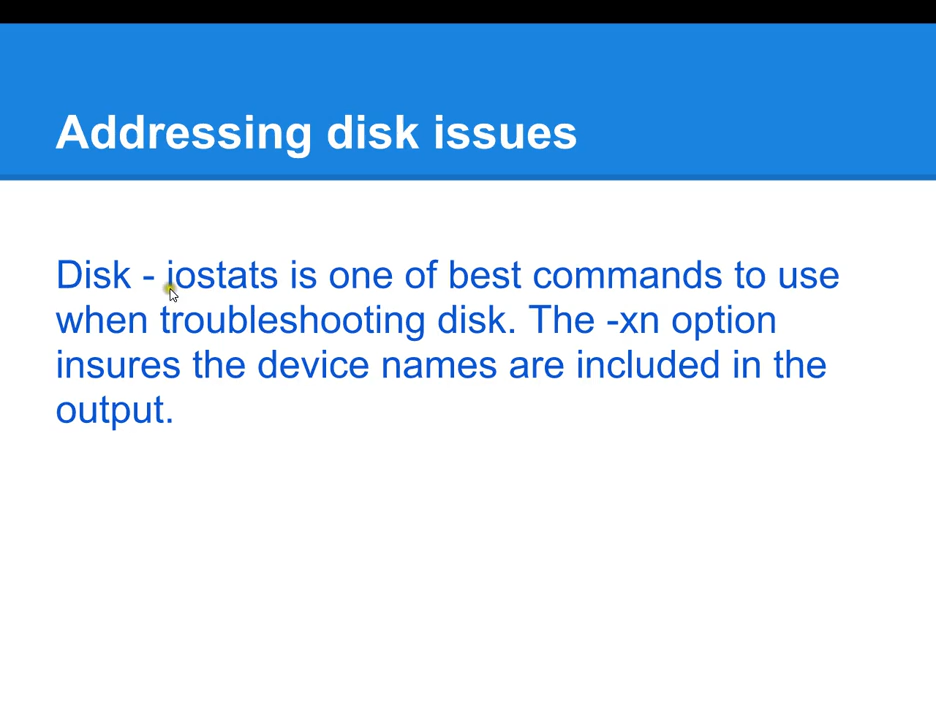 Addressing disk issues
Disk - iostats is one of best commands to use
when troubleshooting disk. The -xn option
insures the device names are included in the
output.